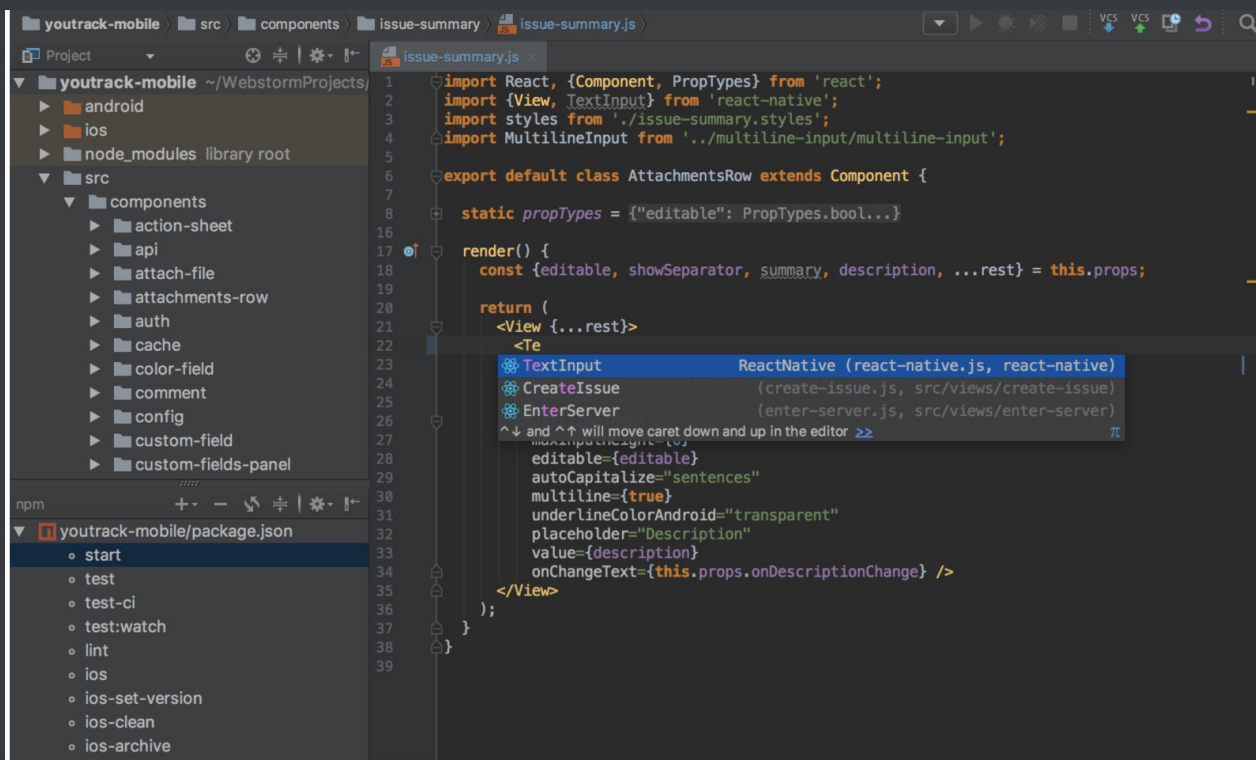 youtrack-mobile src components issue-summary issue-summary.js
VCS VCS
Project
issue-summary.js
youtrack-mobile ~/WebstormProjects/
android
ios
node_modules library root
src
components
action-sheet
api
attach-file
attachments-row
auth
cache
color-field
comment
config
custom-field
custom-fields-panel
npm
youtrack-mobile/package.json
start
test
test-ci
test:watch
lint
ios
ios-set-version
ios-clean
ios-archive
1 import React, {Component, PropTypes} from 'react';
2 import {View, TextInput} from 'react-native';
3 import styles from './issue-summary.styles';
4 import MultilineInput from '../multiline-input/multiline-input';
5
6 export default class AttachmentsRow extends Component {
7
8 static propTypes = {"editable": PropTypes.bool...}
16
17 render() {
18 const {editable, showSeparator, summary, description, ...rest} = this.props;
19
20 return (
21 <View {...rest}>
22 <Te
23 TextInput ReactNative (react-native.js, react-native)
24 CreateIssue (create-issue.js, src/views/create-issue)
25 EnterServer (enter-server.js, src/views/enter-server)
26 ^↓ and ^↑ will move caret down and up in the editor >> π
27
28 editable={editable}
29 autoCapitalize="sentences"
30 multiline={true}
31 underlineColorAndroid="transparent"
32 placeholder="Description"
33 value={description}
34 onChangeText={this.props.onDescriptionChange} />
35 </View>
36 );
37 }
38 }
39